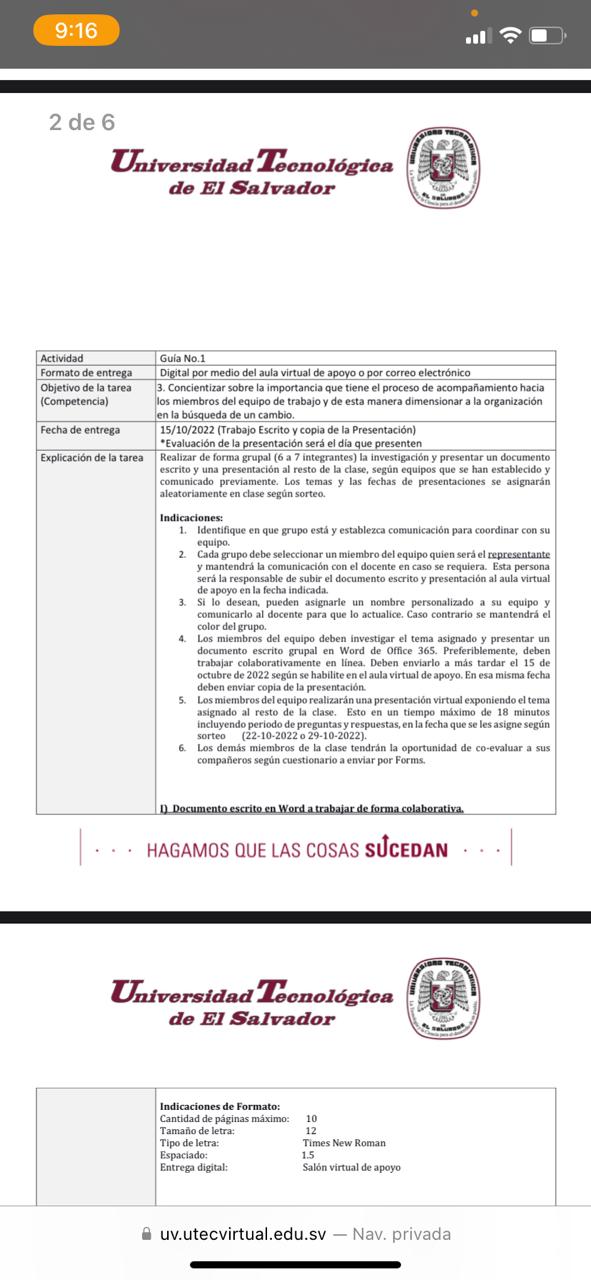 9:16
2 de 6
Universidad Tecnológica
de El Salvador
Actividad
Guía No.1
Formato de entrega
Digital por medio del aula virtual de apoyo o por correo electrónico
Objetivo de la tarea
(Competencia)
3. Concientizar sobre la importancia que tiene el proceso de acompañamiento hacia
los miembros del equipo de trabajo y de esta manera dimensionar a la organización
en la búsqueda de un cambio.
Fecha de entrega
15/10/2022 (Trabajo Escrito y copia de la Presentación)
*Evaluación de la presentación será el día que presenten
Explicación de la tarea
Realizar de forma grupal (6 a 7 integrantes) la investigación y presentar un documento
escrito y una presentación al resto de la clase, según equipos que se han establecido y
comunicado previamente. Los temas y las fechas de presentaciones se asignarán
aleatoriamente en clase según sorteo.
Indicaciones:
1. Identifique en que grupo está y establezca comunicación para coordinar con su
equipo.
2. Cada grupo debe seleccionar un miembro del equipo quien será el representante
y mantendrá la comunicación con el docente en caso se requiera. Esta persona
será la responsable de subir el documento escrito y presentación al aula virtual
de apoyo en la fecha indicada.
3. Si lo desean, pueden asignarle un nombre personalizado a su equipo y
comunicarlo al docente para que lo actualice. Caso contrario se mantendrá el
color del grupo.
4. Los miembros del equipo deben investigar el tema asignado y presentar un
documento escrito grupal en Word de Office 365. Preferiblemente, deben
trabajar colaborativamente en línea. Deben enviarlo a más tardar el 15 de
octubre de 2022 según se habilite en el aula virtual de apoyo. En esa misma fecha
deben enviar copia de la presentación.
5. Los miembros del equipo realizarán una presentación virtual exponiendo el tema
asignado al resto de la clase. Esto en un tiempo máximo de 18 minutos
incluyendo periodo de preguntas y respuestas, en la fecha que se les asigne según
sorteo (22-10-2022 o 29-10-2022).
6. Los demás miembros de la clase tendrán la oportunidad de co-evaluar a sus
compañeros según cuestionario a enviar por Forms.
I) Documento escrito en Word a trabajar de forma colaborativa.
HAGAMOS QUE LAS COSAS SUCEDAN
Universidad Tecnológica
de El Salvador
Indicaciones de Formato:
Cantidad de páginas máximo: 10
Tamaño de letra: 12
Tipo de letra: Times New Roman
Espaciado: 1.5
Entrega digital: Salón virtual de apoyo
uv.utecvirtual.edu.sv — Nav. privada